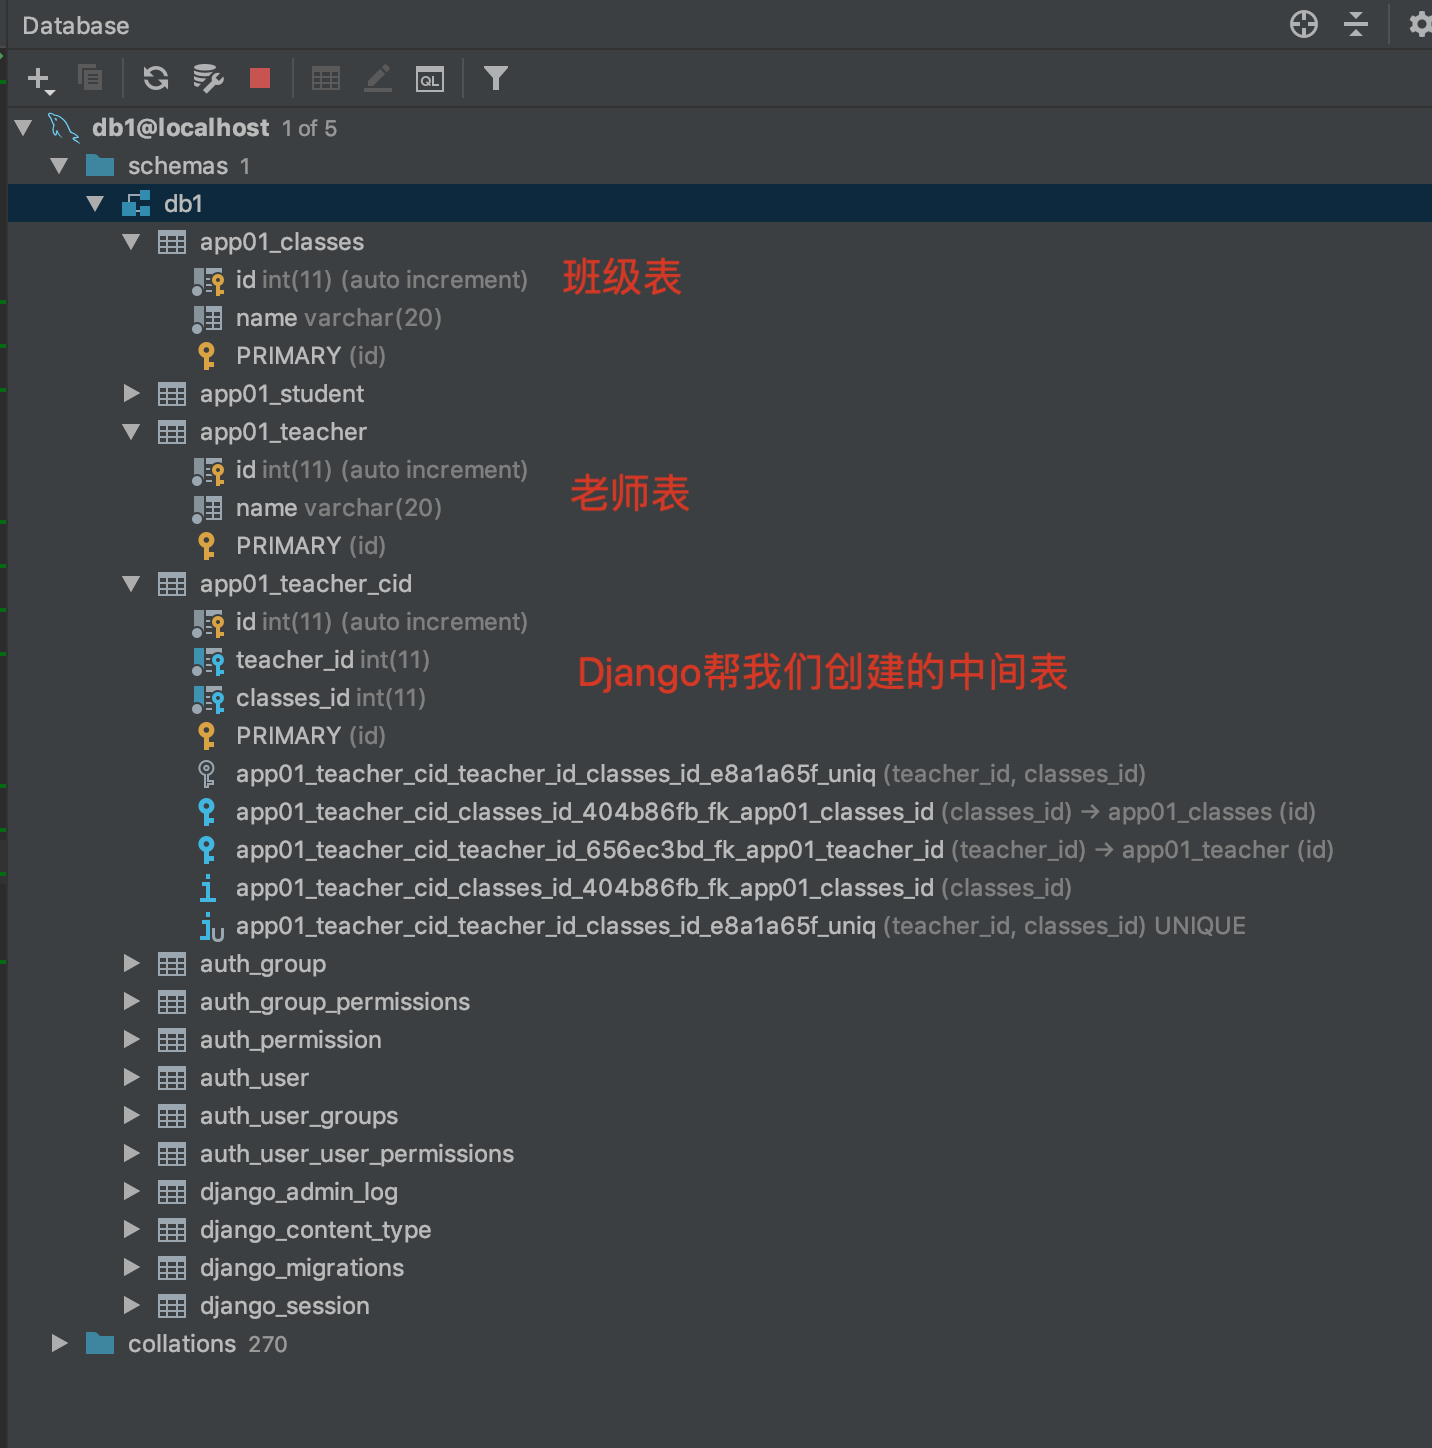 Database
db1@localhost 1 of 5
schemas 1
db1
app01_classes
id int(11) (auto increment) 班级表
name varchar(20)
PRIMARY (id)
app01_student
app01_teacher
id int(11) (auto increment) 老师表
name varchar(20)
PRIMARY (id)
app01_teacher_cid
id int(11) (auto increment)
teacher_id int(11) Django帮我们创建的中间表
classes_id int(11)
PRIMARY (id)
app01_teacher_cid_teacher_id_classes_id_e8a1a65f_uniq (teacher_id, classes_id)
app01_teacher_cid_classes_id_404b86fb_fk_app01_classes_id (classes_id) → app01_classes (id)
app01_teacher_cid_teacher_id_656ec3bd_fk_app01_teacher_id (teacher_id) → app01_teacher (id)
app01_teacher_cid_classes_id_404b86fb_fk_app01_classes_id (classes_id)
app01_teacher_cid_teacher_id_classes_id_e8a1a65f_uniq (teacher_id, classes_id) UNIQUE
auth_group
auth_group_permissions
auth_permission
auth_user
auth_user_groups
auth_user_user_permissions
django_admin_log
django_content_type
django_migrations
django_session
collations 270